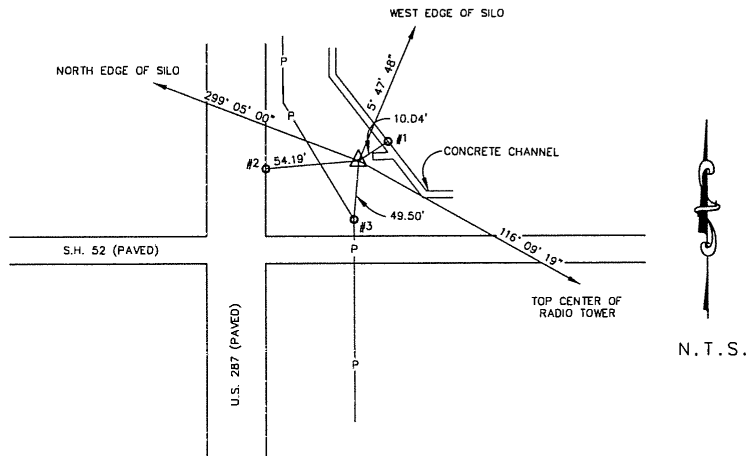 WEST EDGE OF SILO
NORTH EDGE OF SILO
299° 05' 00"
5° 47' 48"
P
P
10.04'
#1
CONCRETE CHANNEL
#2
54.19'
49.50'
#3
116° 09' 19"
S.H. 52 (PAVED)
P
TOP CENTER OF
RADIO TOWER
U.S. 287 (PAVED)
P
N.T.S.